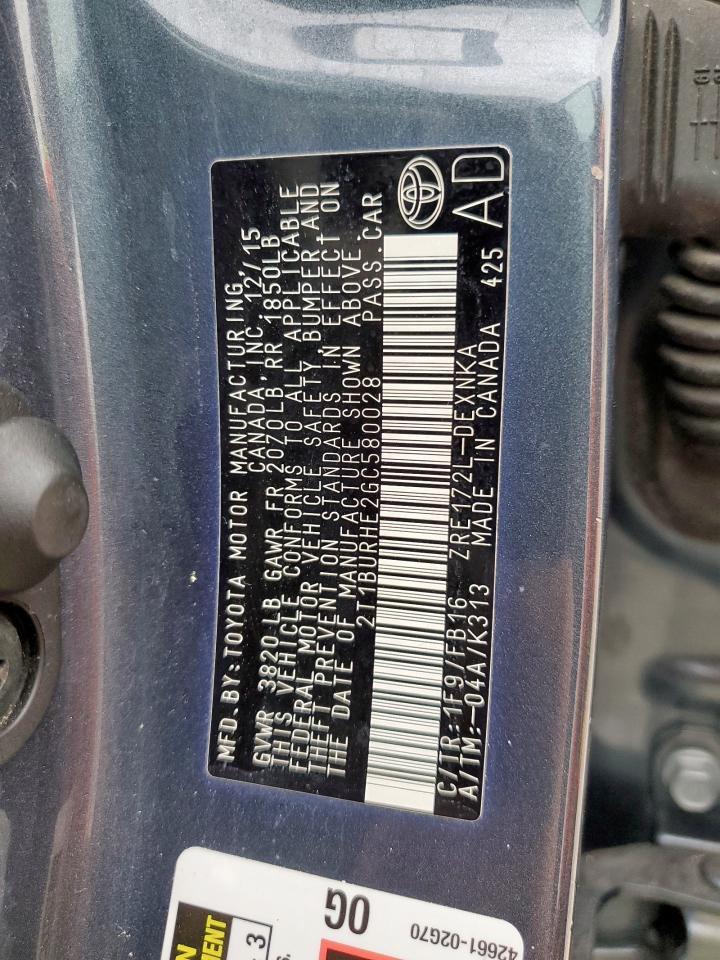 MFD BY:TOYOTA MOTOR MANUFACTURING,
CANADA, INC. 12/15
GVWR 3820 LB GAWR FR 2070LB RR 1850LB
THIS VEHICLE CONFORMS TO ALL APPLICABLE
FEDERAL MOTOR VEHICLE SAFETY BUMPER AND
THEFT PREVENTION STANDARDS IN EFFECT ON
THE DATE OF MANUFACTURE SHOWN ABOVE.
2T1BURHE2GC580028 PASS.CAR
C/TR:1F9/FB16 ZRE172L-DEXNKA
A/TM:-04A/K313 MADE IN CANADA 425
AD
0G
42661-02G70